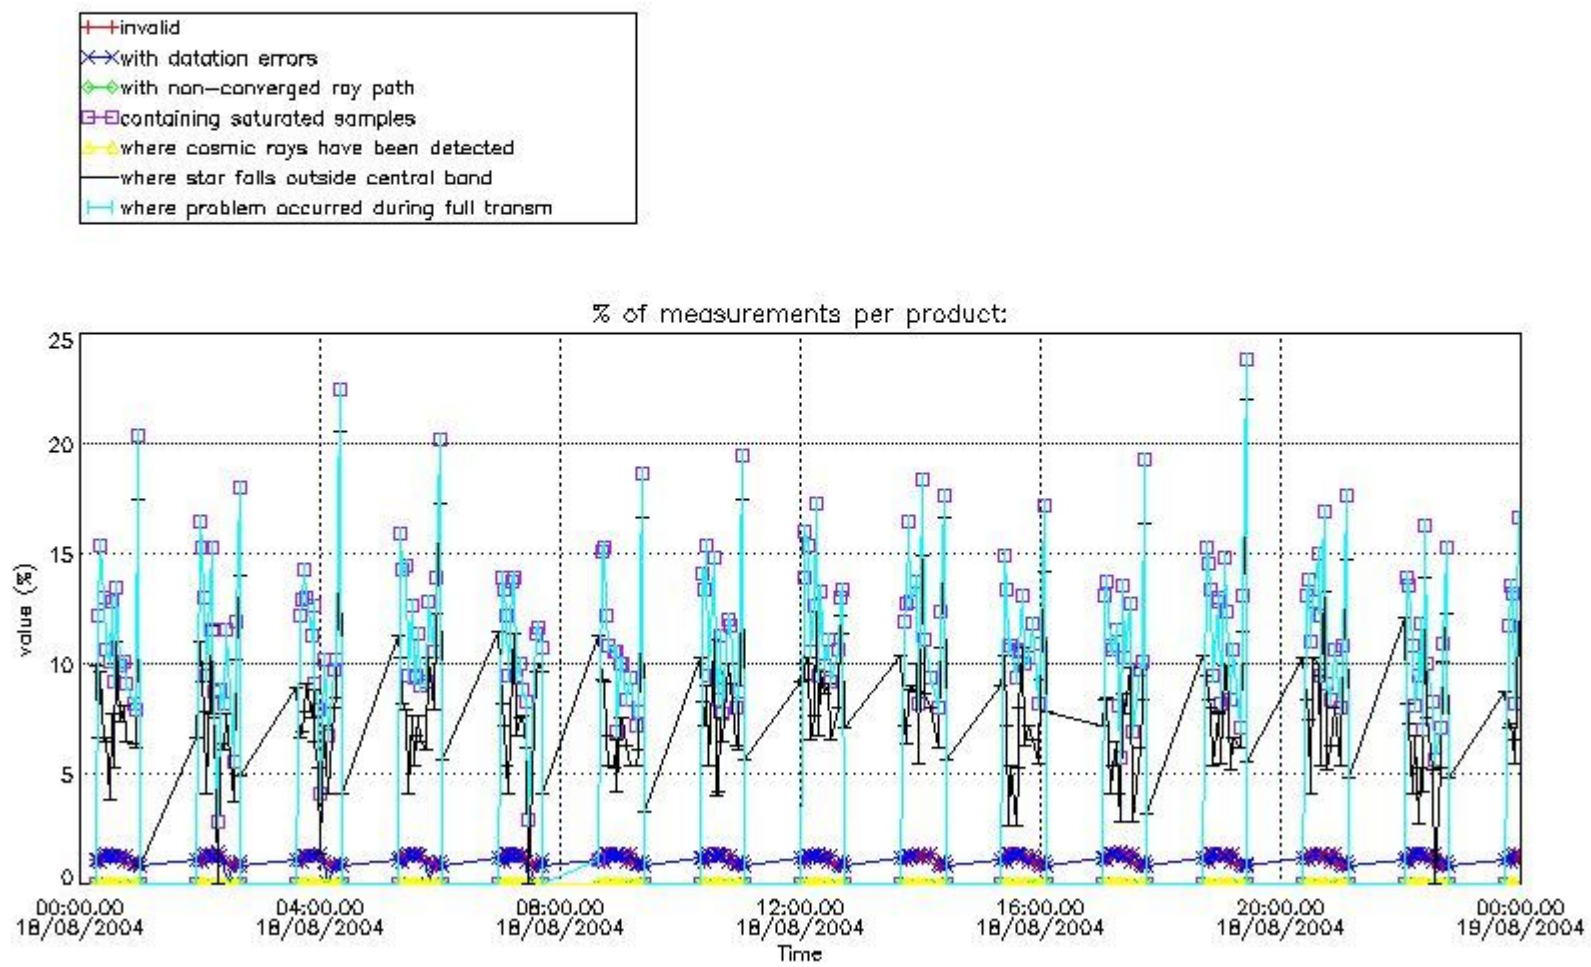 invalid
with datation errors
with non-converged ray path
containing saturated samples
where cosmic rays have been detected
where star falls outside central band
where problem occurred during full transm
% of measurements per product:
25
20
15
10
5
0
value (%)
00:00:00 04:00:00 08:00:00 12:00:00 16:00:00 20:00:00 00:00:00
18/08/2004 18/08/2004 18/08/2004 18/08/2004 18/08/2004 18/08/2004 19/08/2004
Time